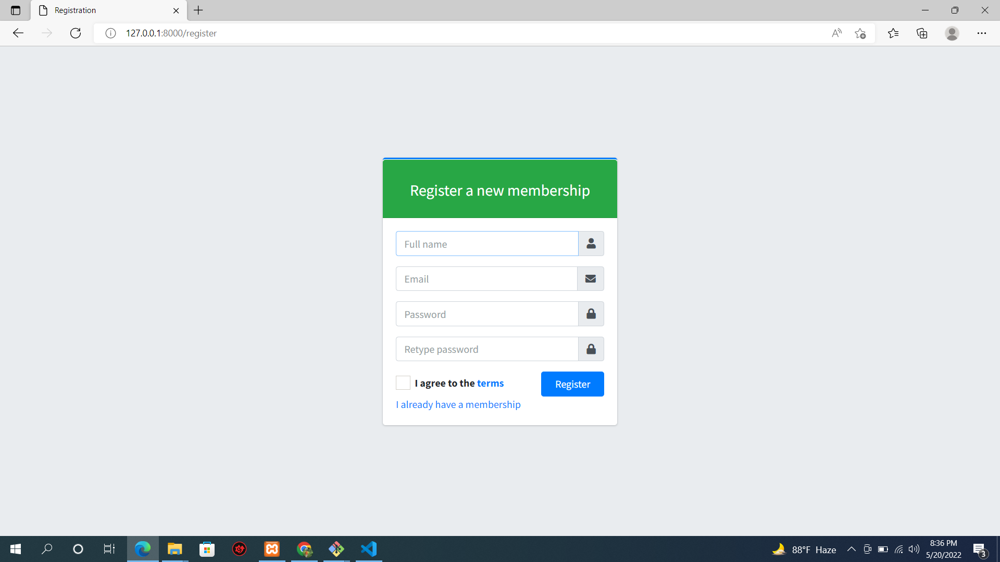 Registration
127.0.0.1:8000/register
Register a new membership
Full name
Email
Password
Retype password
I agree to the terms
Register
I already have a membership
88°F Haze
8:36 PM
5/20/2022
3